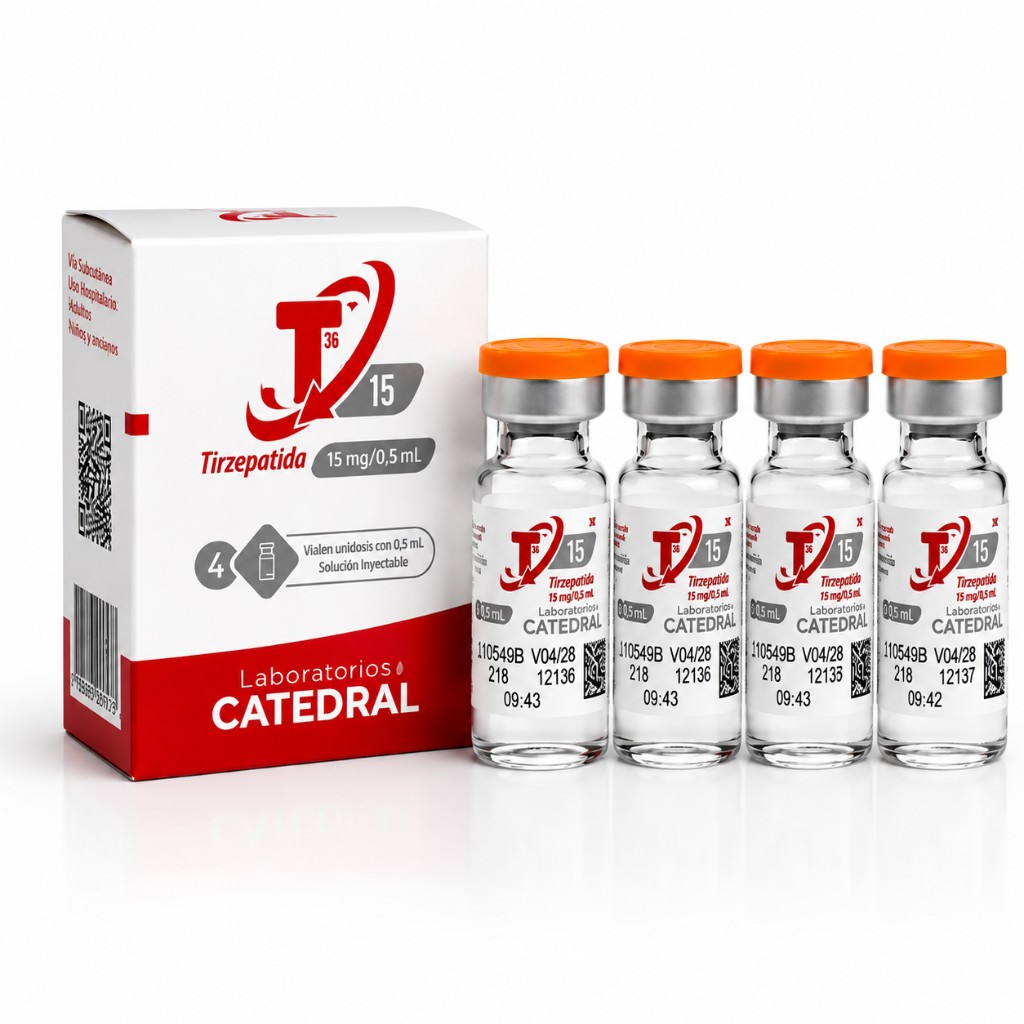 Vía Subcutánea
Uso Hospitalario.
Adultos
Niños y ancianos
T 36
15
Tirzepatida 15 mg/0,5 mL
4 Vialen unidosis con 0,5 mL
Solución Inyectable
Laboratorios
CATEDRAL
T 36 15
Tirzepatida
15 mg/0,5 mL
0,5 mL
Laboratorios
CATEDRAL
110549B V04/28
218 12136
09:43
T 36 15
Tirzepatida
15 mg/0,5 mL
0,5 mL
Laboratorios
CATEDRAL
110549B V04/28
218 12136
09:43
T 36 15
Tirzepatida
15 mg/0,5 mL
0,5 mL
Laboratorios
CATEDRAL
110549B V04/28
218 12135
09:43
T 36 15
Tirzepatida
15 mg/0,5 mL
0,5 mL
Laboratorios
CATEDRAL
110549B V04/28
218 12137
09:42